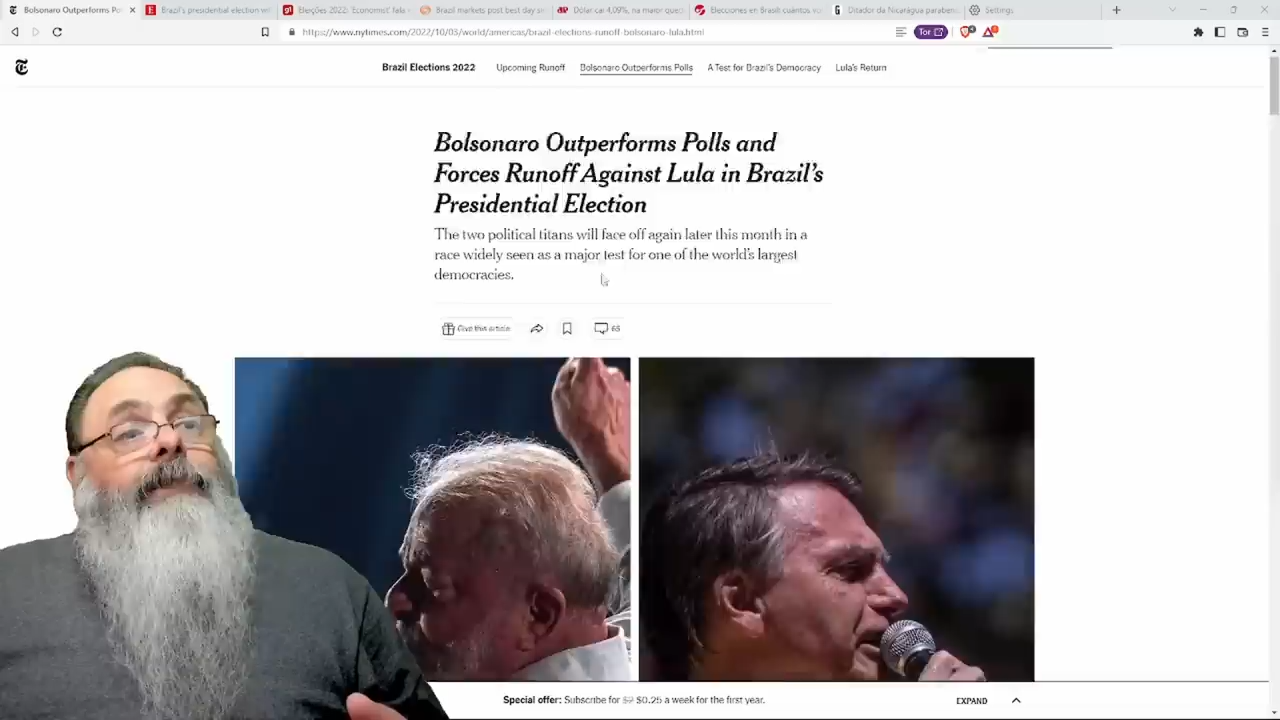 Bolsonaro Outperforms Po
Brazil's presidential election wi
Eleições 2022: 'Economist' fala
Brazil markets post best day si
Dólar cai 4,09%, na maior que
Elecciones en Brasil: cuántos vo
Ditador da Nicarágua parabeni
Settings
https://www.nytimes.com/2022/10/03/world/americas/brazil-elections-runoff-bolsonaro-lula.html
Tor
Brazil Elections 2022
Upcoming Runoff
Bolsonaro Outperforms Polls
A Test for Brazil's Democracy
Lula's Return
Bolsonaro Outperforms Polls and
Forces Runoff Against Lula in Brazil's
Presidential Election
The two political titans will face off again later this month in a
race widely seen as a major test for one of the world's largest
democracies.
Give this article
65
Special offer: Subscribe for $2 $0.25 a week for the first year.
EXPAND